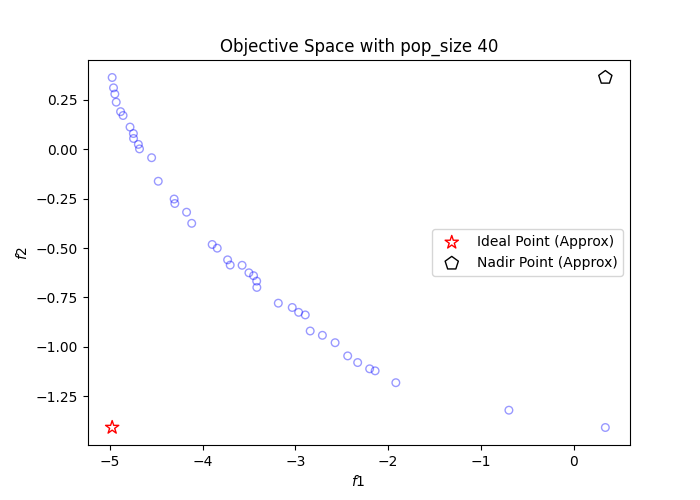 Objective Space with pop_size 40
0.25
0.00
−0.25
−0.50
−0.75
−1.00
−1.25
f2
Ideal Point (Approx)
Nadir Point (Approx)
−5
−4
−3
−2
−1
0
f1